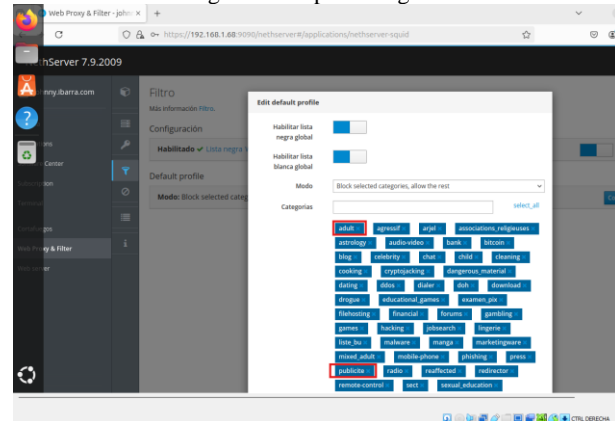 Web Proxy & Filter - john
https://192.168.1.68:9090/nethserver#/applications/nethserver-squid
hServer 7.9.2009
nny.ibarra.com
Filtro
Más información Filtro.
Configuración
Habilitado ✔ Lista negra
Default profile
Mode: Block selected categ
Center
Web Proxy & Filter
Edit default profile
Habilitar lista
negra global
Habilitar lista
blanca global
Modo
Block selected categories, allow the rest
Categorias
select_all
adult agressif arjel associations_religieuses
astrology audio-video bank bitcoin
blog celebrity chat child cleaning
cooking cryptojacking dangerous_material
dating ddos dialer doh download
drogue educational_games examen_pix
filehosting financial forums gambling
games hacking jobsearch lingerie
liste_bu malware manga marketingware
mixed_adult mobile-phone phishing press
publicite radio reaffected redirector
remote-control sect sexual_education
CTRL DERECHA